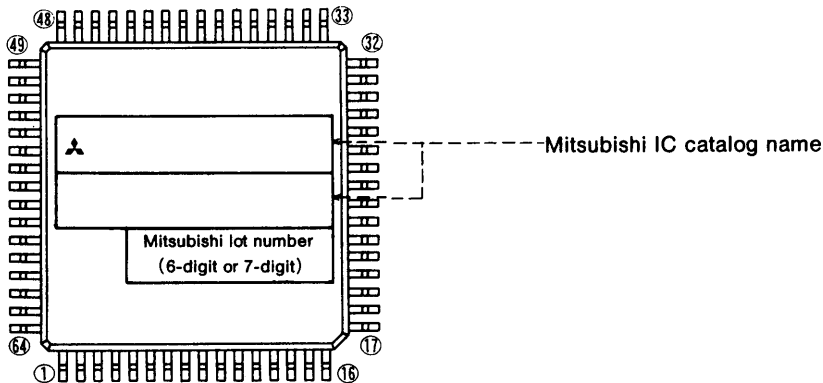 48 33
49 32
Mitsubishi IC catalog name
Mitsubishi lot number
(6-digit or 7-digit)
64 17
1 16